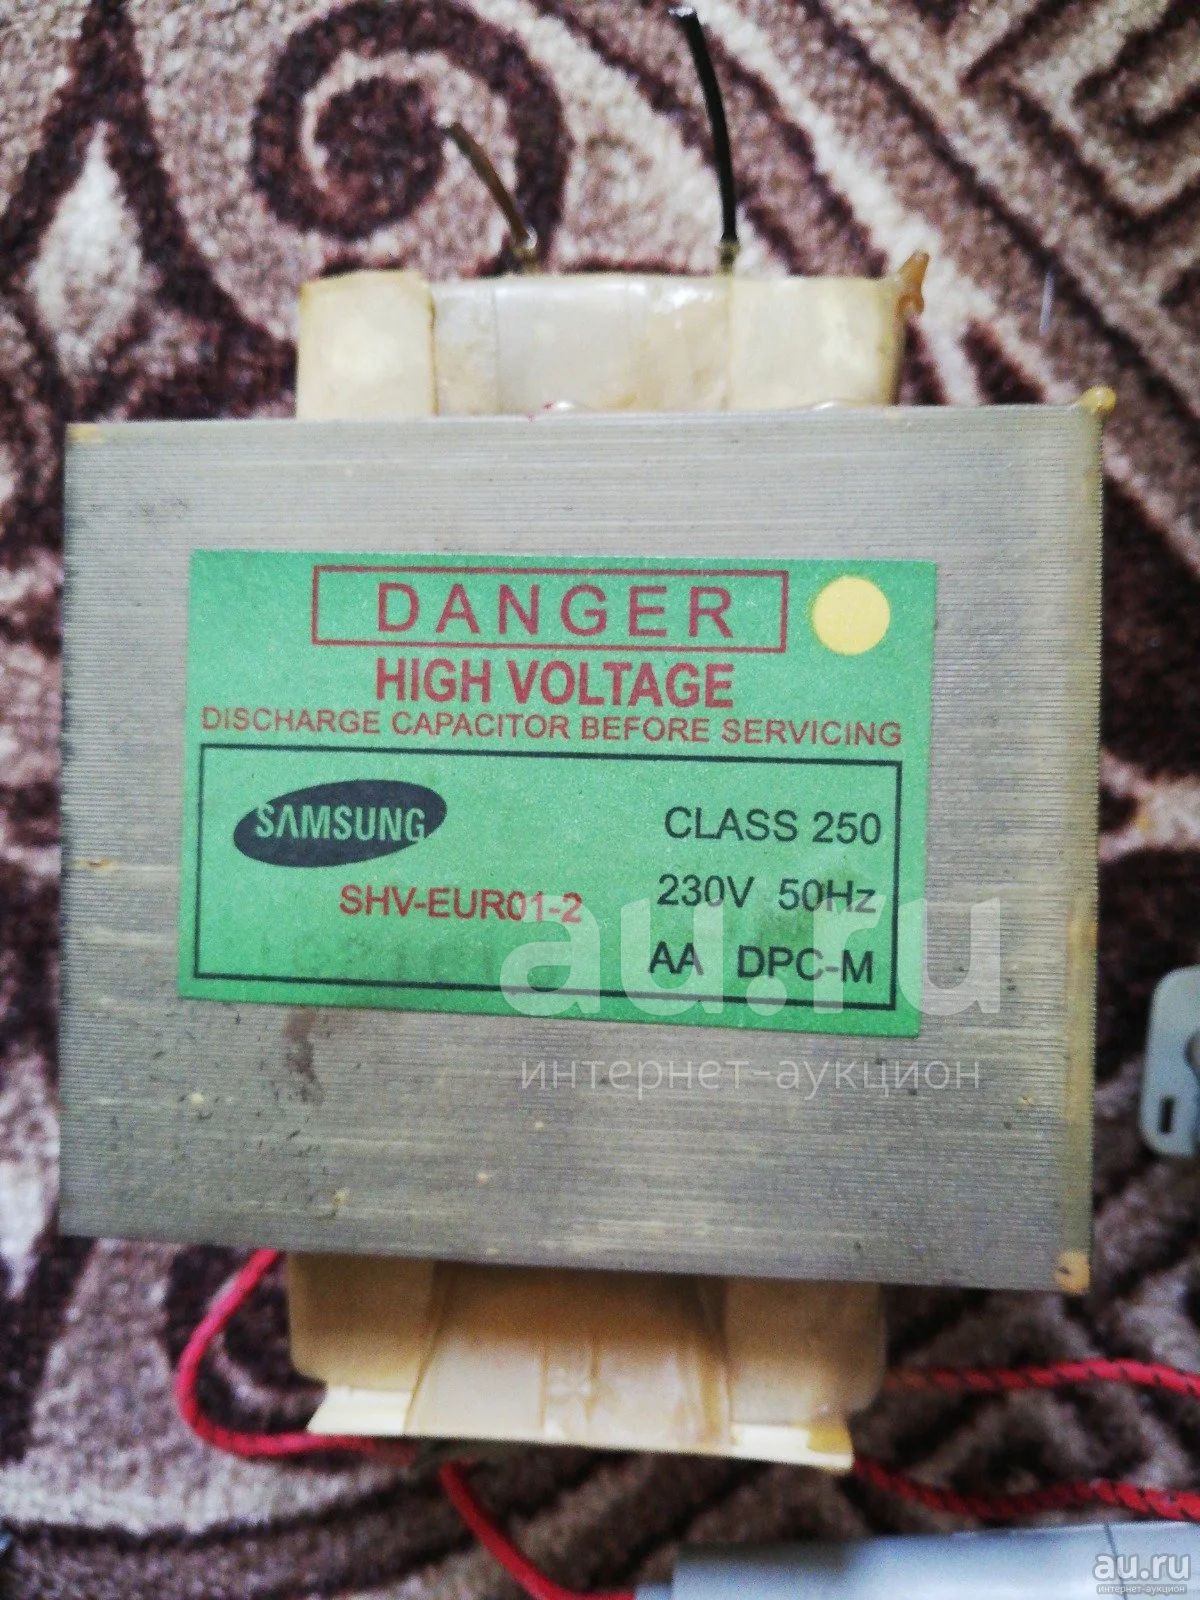 DANGER
HIGH VOLTAGE
DISCHARGE CAPACITOR BEFORE SERVICING
SAMSUNG
CLASS 250
SHV-EUR01-2
230V 50Hz
AA DPC-M
au.ru
интернет-аукцион
au.ru
интернет-аукцион